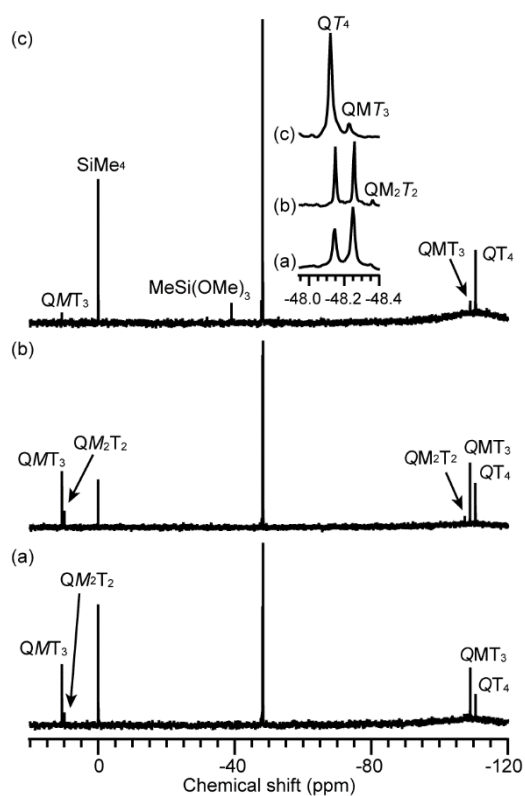 (c)
QT₄
QMT₃
(c)
SiMe₄
QM₂T₂
(b)
(a)
MeSi(OMe)₃
QMT₃
QT₄
QMT₃
-48.0 -48.2 -48.4
(b)
QM₂T₂
QMT₃
QM₂T₂
QMT₃
QT₄
(a)
QM₂T₂
QMT₃
QMT₃
QT₄
0 -40 -80 -120
Chemical shift (ppm)